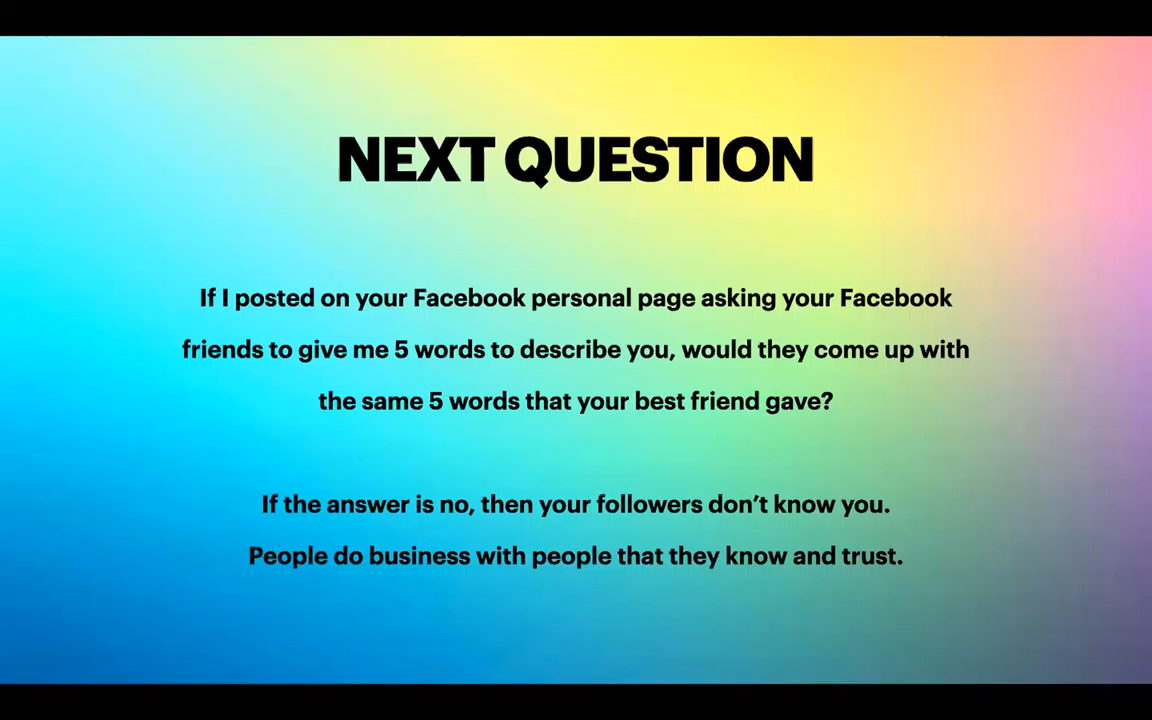 NEXT QUESTION
If I posted on your Facebook personal page asking your Facebook
friends to give me 5 words to describe you, would they come up with
the same 5 words that your best friend gave?
If the answer is no, then your followers don’t know you.
People do business with people that they know and trust.